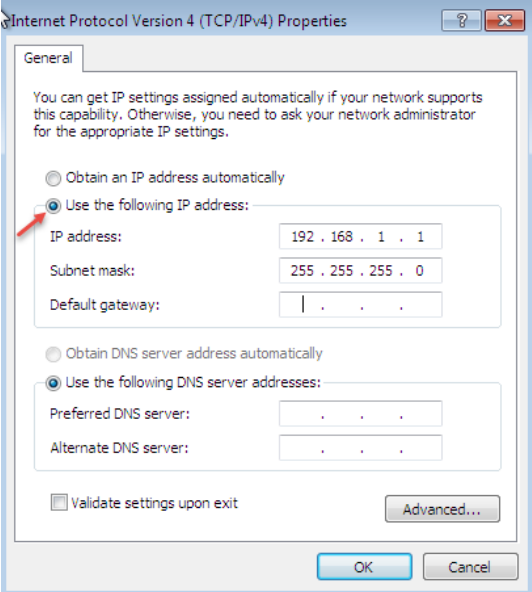 Internet Protocol Version 4 (TCP/IPv4) Properties
General
You can get IP settings assigned automatically if your network supports
this capability. Otherwise, you need to ask your network administrator
for the appropriate IP settings.
Obtain an IP address automatically
Use the following IP address:
IP address: 192 . 168 . 1 . 1
Subnet mask: 255 . 255 . 255 . 0
Default gateway: . . .
Obtain DNS server address automatically
Use the following DNS server addresses:
Preferred DNS server: . . .
Alternate DNS server: . . .
Validate settings upon exit
Advanced...
OK Cancel